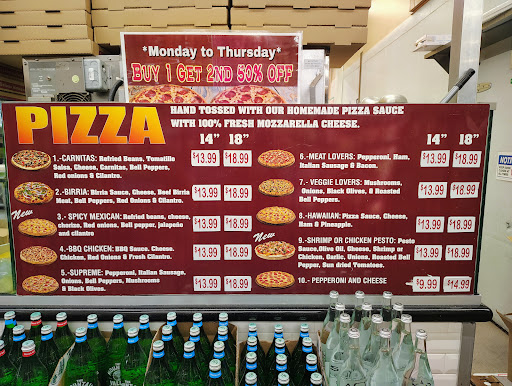 *Monday to Thursday*
BUY 1 GET 2ND 50% OFF
PIZZA
HAND TOSSED WITH OUR HOMEMADE PIZZA SAUCE
WITH 100% FRESH MOZZARELLA CHEESE.
14" 18"
1.-CARNITAS: Refried Beans, Tomatillo
Salsa, Cheese, Carnitas, Bell Peppers,
Red onions & Cilantro.
$13.99 $18.99
2.-BIRRIA: Birria Sauce, Cheese, Beef Birria
Meat, Bell Peppers, Red Onions & Cilantro
$13.99 $18.99
New
3.- SPICY MEXICAN: Refried beans, cheese,
chorizo, Red onions, Bell pepper, jalapeño
and cilantro
$13.99 $18.99
4.-BBQ CHICKEN: BBQ Sauce, Cheese,
Chicken, Red Onions & Fresh Cilantro
$13.99 $18.99
5.-SUPREME: Pepperoni, Italian Sausage,
Onions, Bell Peppers, Mushrooms
& Black Olives.
$13.99 $18.99
14" 18"
6.-MEAT LOVERS: Pepperoni, Ham,
Italian Sausage & Bacon.
$13.99 $18.99
7.- VEGGIE LOVERS: Mushrooms,
Onions, Black Olives, & Roasted
Bell Peppers.
$13.99 $18.99
8.-HAWAIIAN: Pizza Sauce, Cheese,
Ham & Pineapple.
$13.99 $18.99
New
9.-SHRIMP OR CHICKEN PESTO: Pesto
Sauce,Olive Oil, Cheese, Shrimp or
Chicken, Garlic, Onions, Roasted Bell
Pepper, Sun dried Tomatoes.
$13.99 $18.99
10.- PEPPERONI AND CHEESE
$9.99 $14.99